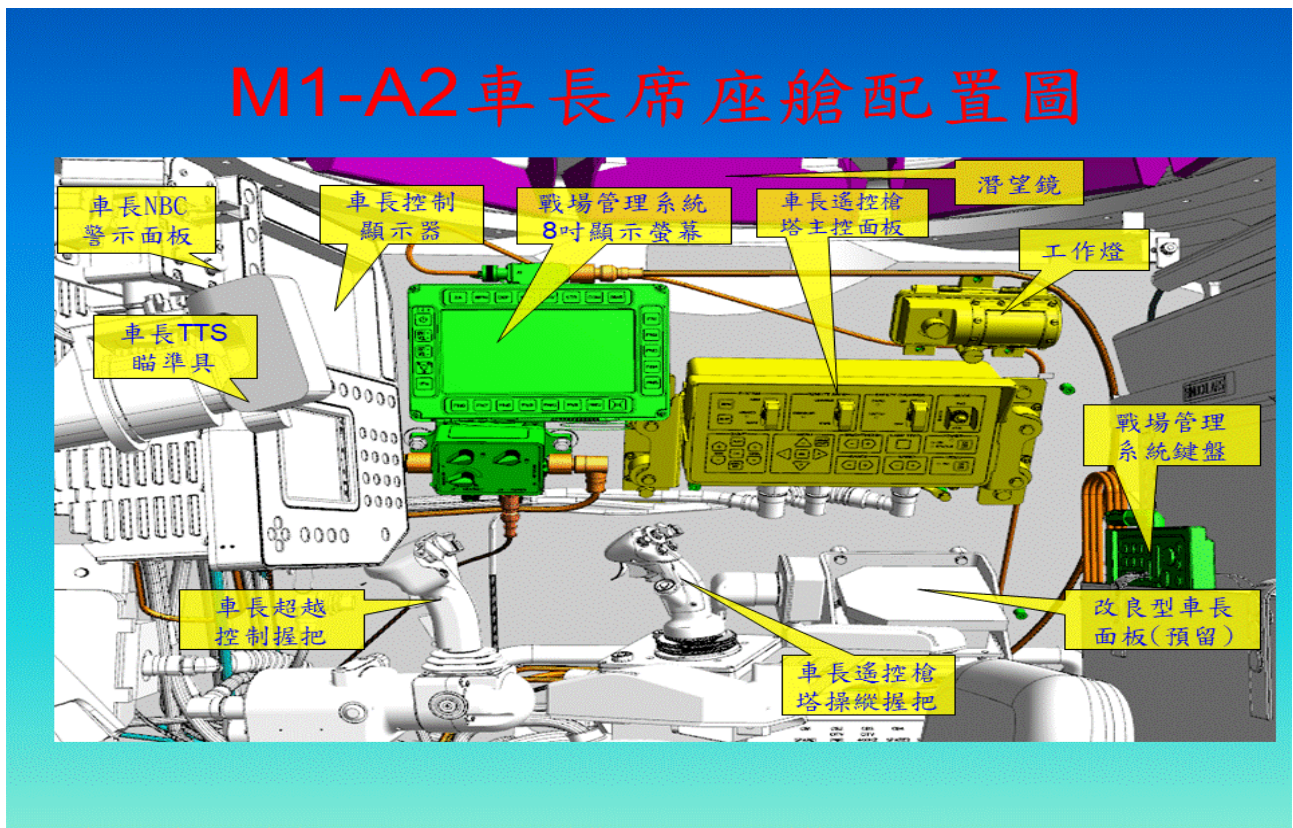 M1-A2車長席座艙配置圖
潛望鏡
車長NBC
警示面板
車長控制
顯示器
戰場管理系統
8吋顯示螢幕
車長遙控槍
塔主控面板
工作燈
車長TTS
瞄準具
戰場管理
系統鍵盤
車長超越
控制握把
改良型車長
面板(預留)
車長遙控槍
塔操縱握把